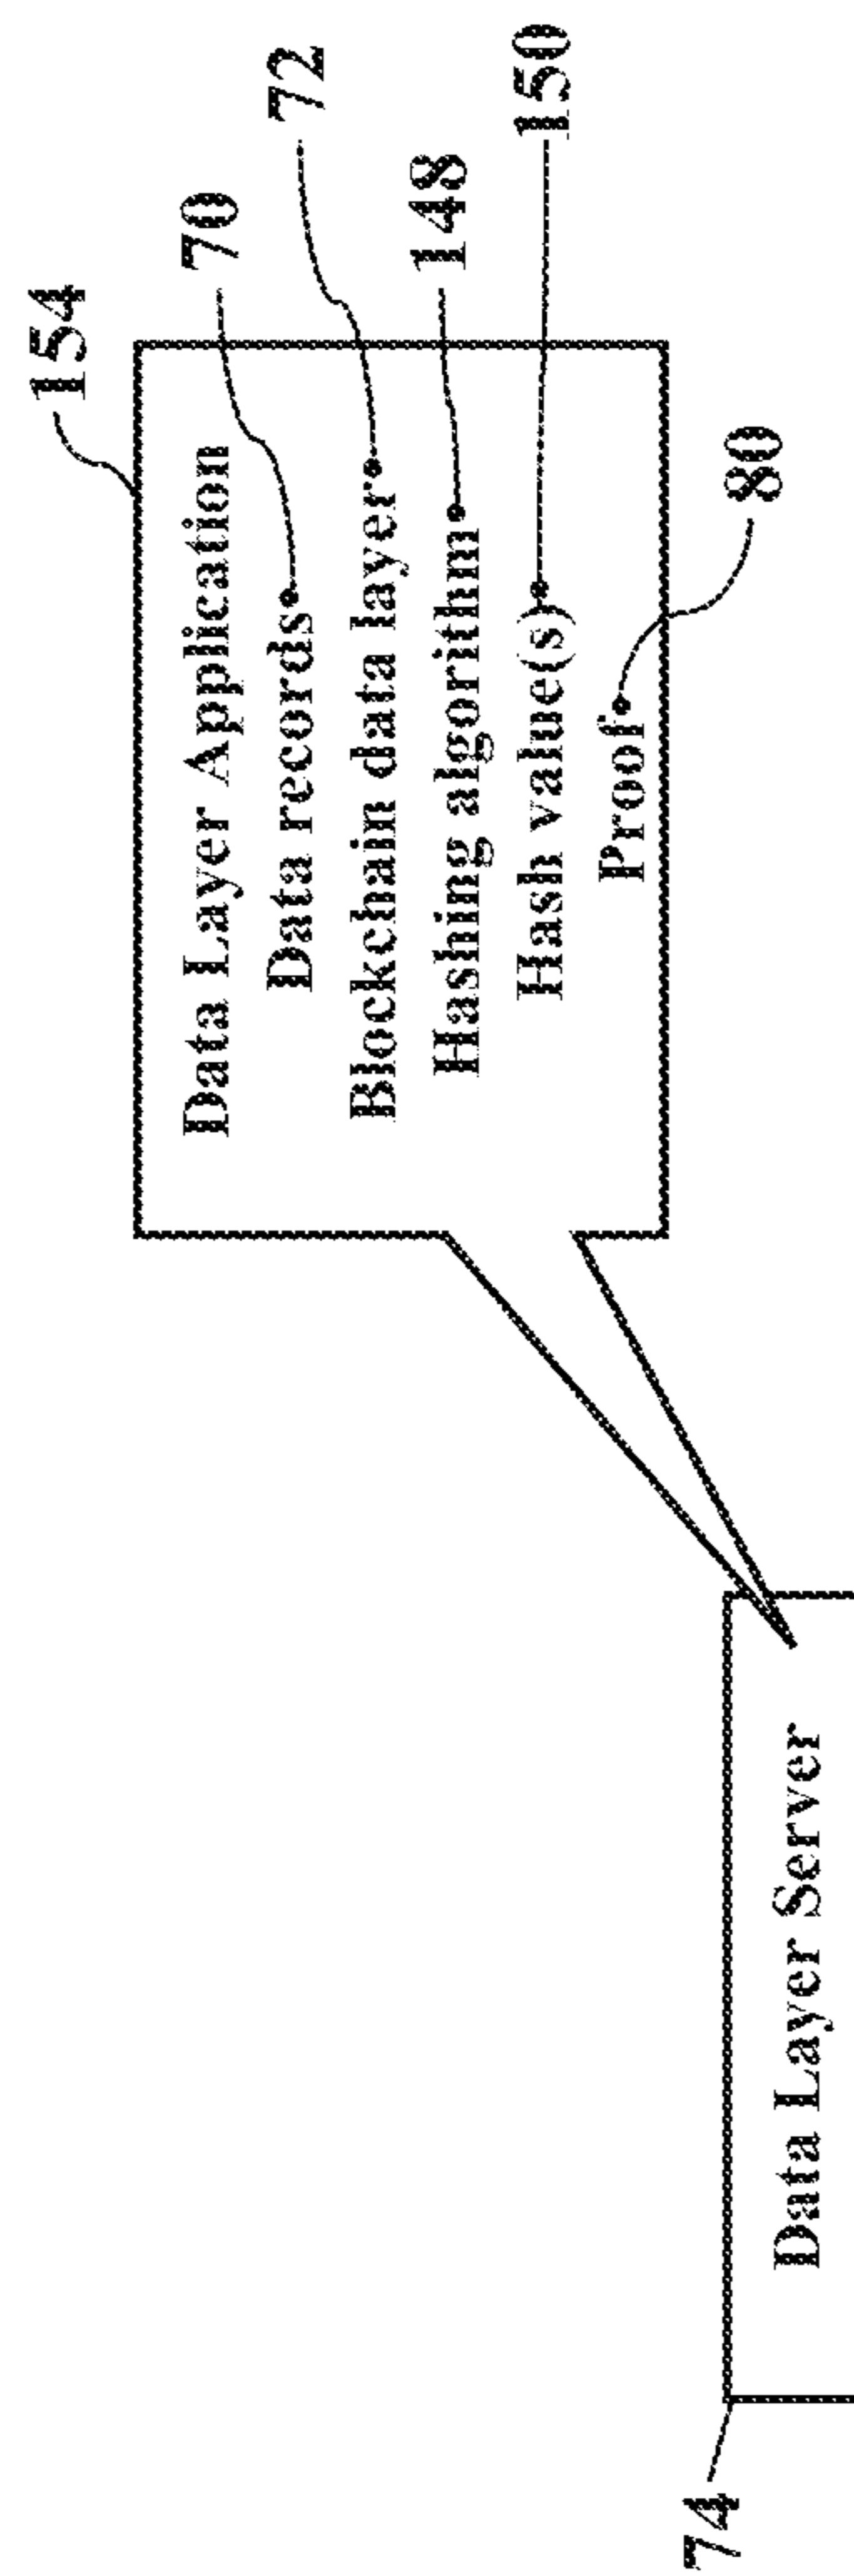 154
Data Layer Application
Data records 70
Blockchain data layer 72
Hashing algorithm 148
Hash value(s) 150
Proof 80
74
Data Layer Server